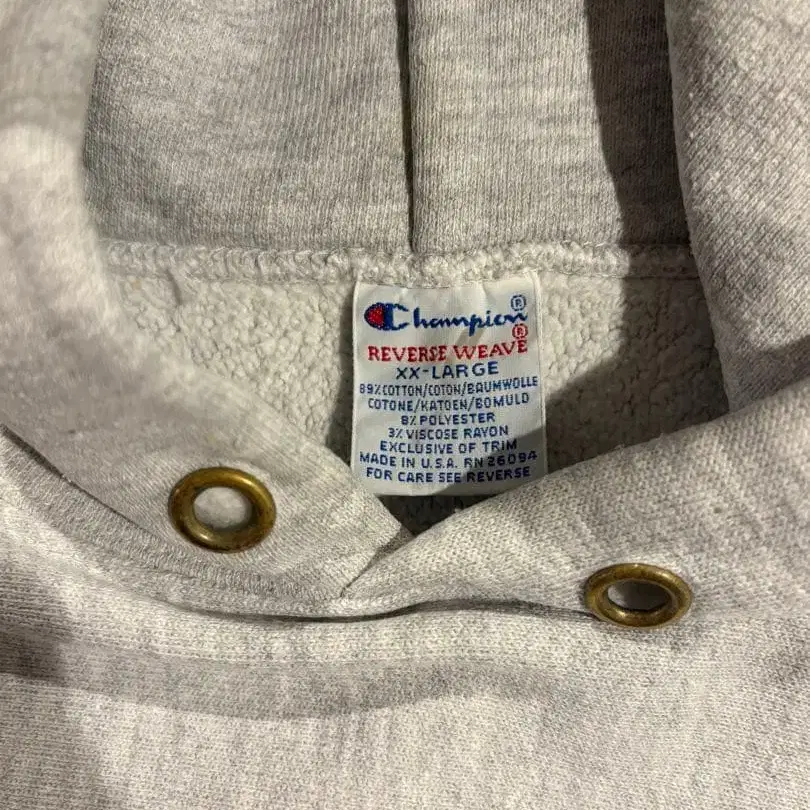 Champion®
REVERSE WEAVE®
XX-LARGE
89% COTTON/COTON/BAUMWOLLE
COTONE/KATOEN/BOMULD
8% POLYESTER
3% VISCOSE RAYON
EXCLUSIVE OF TRIM
MADE IN U.S.A. RN 26094
FOR CARE SEE REVERSE